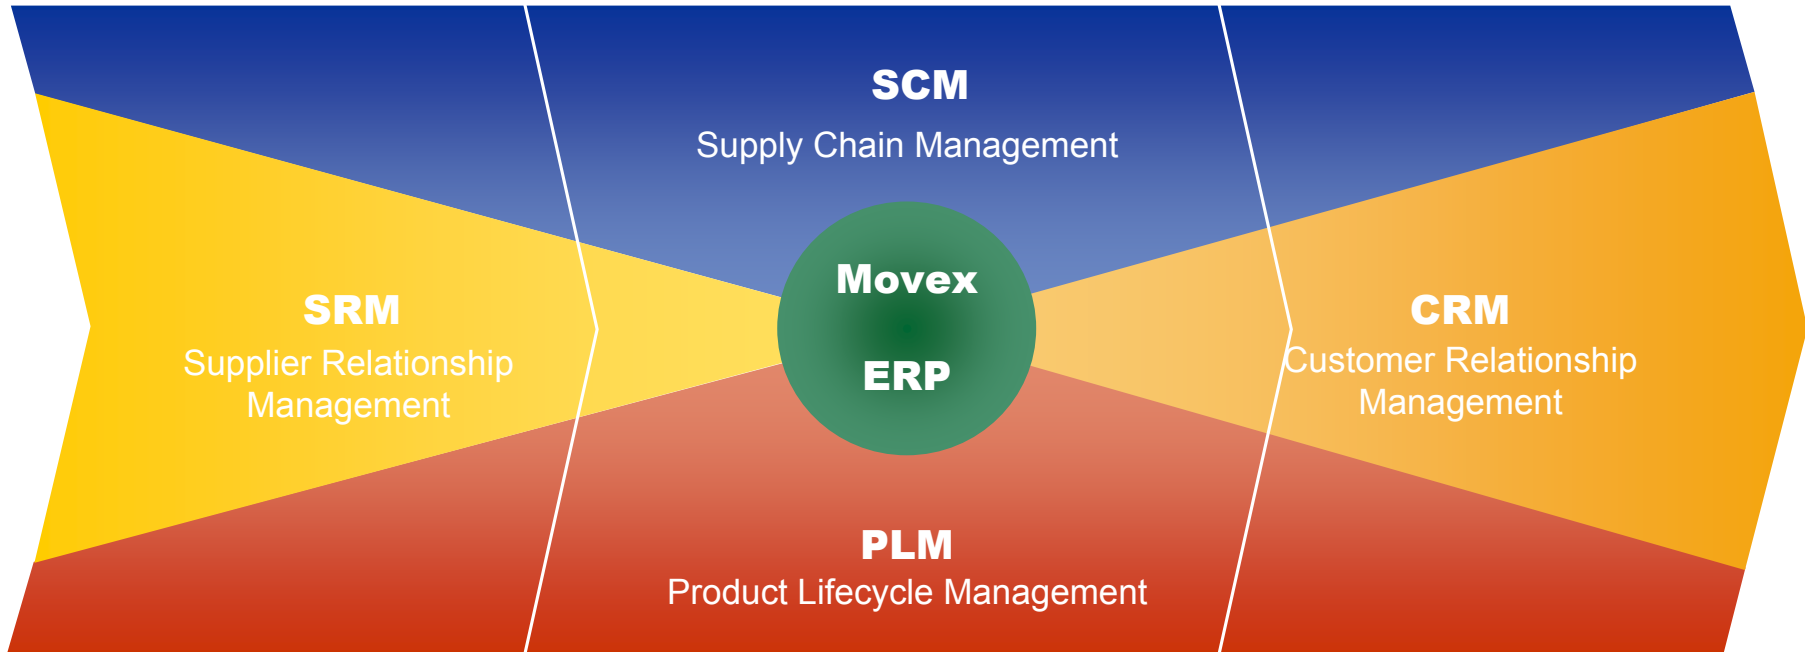 SCM
Supply Chain Management
Movex
ERP
SRM
Supplier Relationship
Management
CRM
Customer Relationship
Management
PLM
Product Lifecycle Management